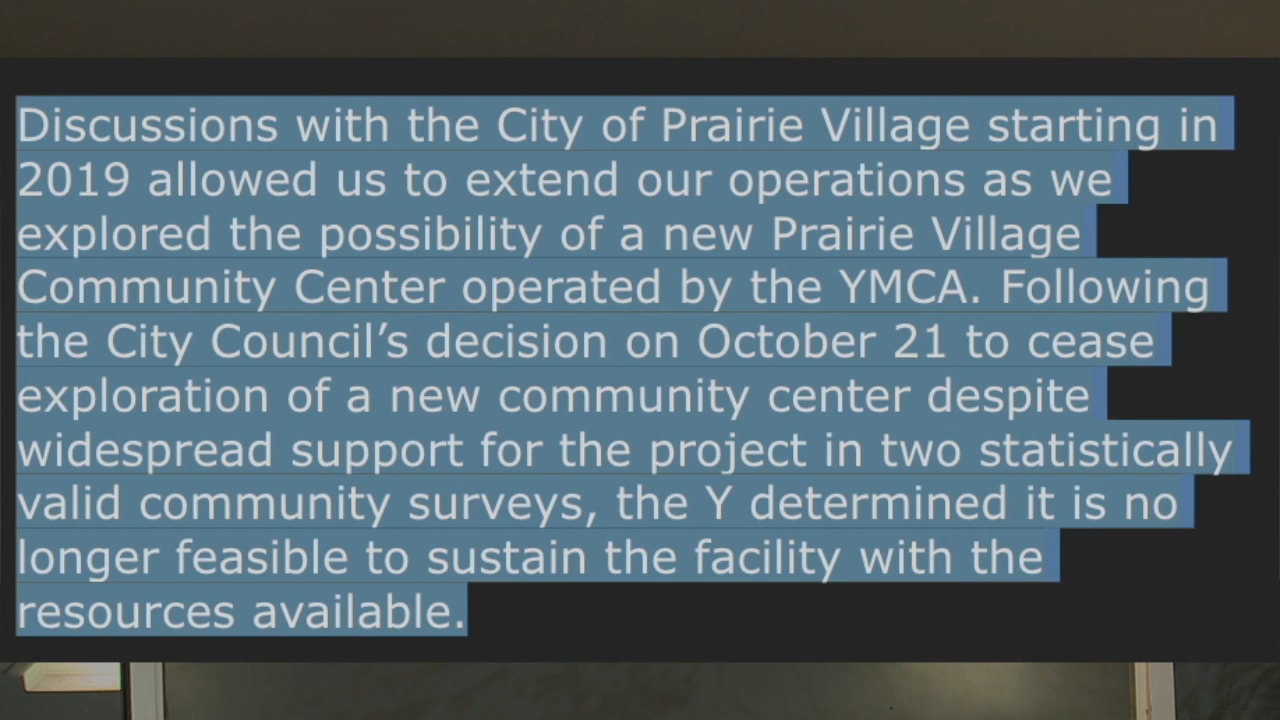 Discussions with the City of Prairie Village starting in
2019 allowed us to extend our operations as we
explored the possibility of a new Prairie Village
Community Center operated by the YMCA. Following
the City Council’s decision on October 21 to cease
exploration of a new community center despite
widespread support for the project in two statistically
valid community surveys, the Y determined it is no
longer feasible to sustain the facility with the
resources available.